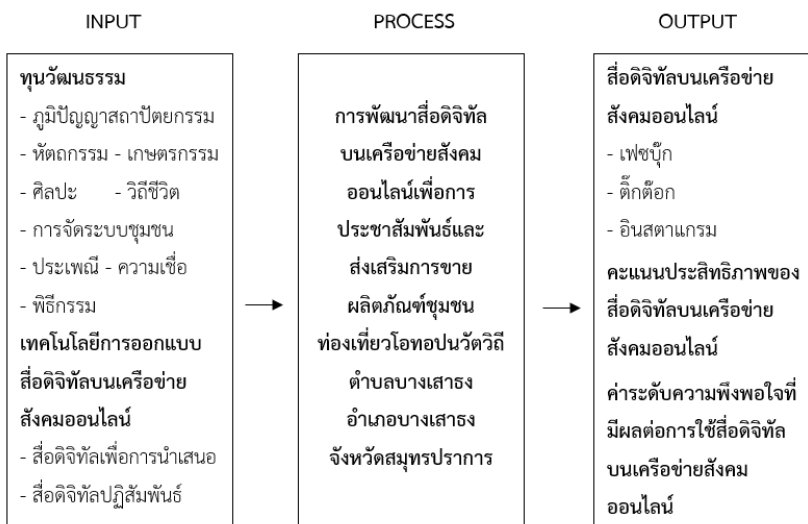 INPUT
ทุนวัฒนธรรม
- ภูมิปัญญาสถาปัตยกรรม
- หัตถกรรม - เกษตรกรรม
- ศิลปะ - วิถีชีวิต
- การจัดระบบชุมชน
- ประเพณี - ความเชื่อ
- พิธีกรรม
เทคโนโลยีการออกแบบ
สื่อดิจิทัลบนเครือข่าย
สังคมออนไลน์
- สื่อดิจิทัลเพื่อการนำเสนอ
- สื่อดิจิทัลปฏิสัมพันธ์
PROCESS
การพัฒนาสื่อดิจิทัล
บนเครือข่ายสังคม
ออนไลน์เพื่อการ
ประชาสัมพันธ์และ
ส่งเสริมการขาย
ผลิตภัณฑ์ชุมชน
ท่องเที่ยวโอทอปนวัตวิถี
ตำบลบางเสาธง
อำเภอบางเสาธง
จังหวัดสมุทรปราการ
OUTPUT
สื่อดิจิทัลบนเครือข่าย
สังคมออนไลน์
- เฟซบุ๊ก
- ติ๊กต๊อก
- อินสตาแกรม
คะแนนประสิทธิภาพของ
สื่อดิจิทัลบนเครือข่าย
สังคมออนไลน์
ค่าระดับความพึงพอใจที่
มีผลต่อการใช้สื่อดิจิทัล
บนเครือข่ายสังคม
ออนไลน์